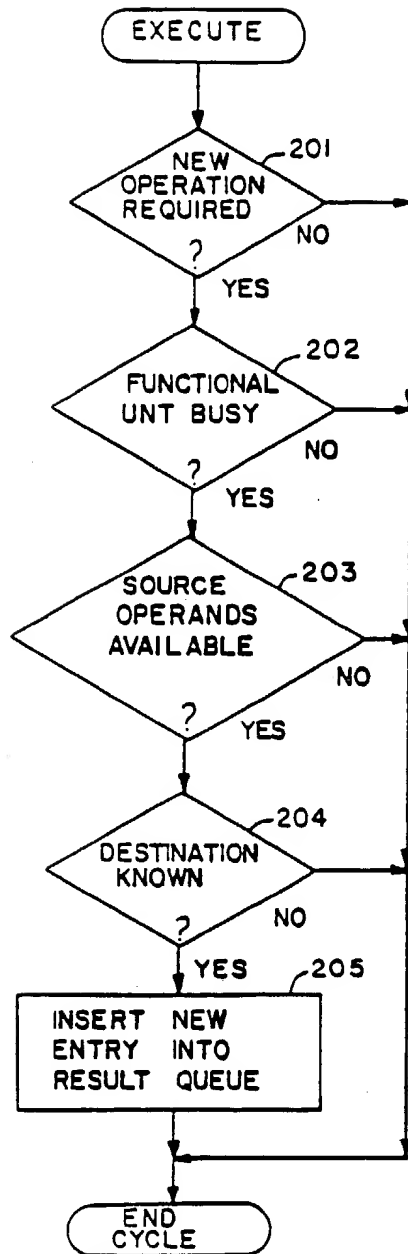 EXECUTE
201
NEW
OPERATION
REQUIRED
?
NO
YES
202
FUNCTIONAL
UNT BUSY
?
NO
YES
203
SOURCE
OPERANDS
AVAILABLE
?
NO
YES
204
DESTINATION
KNOWN
?
NO
YES
205
INSERT NEW
ENTRY INTO
RESULT QUEUE
END
CYCLE